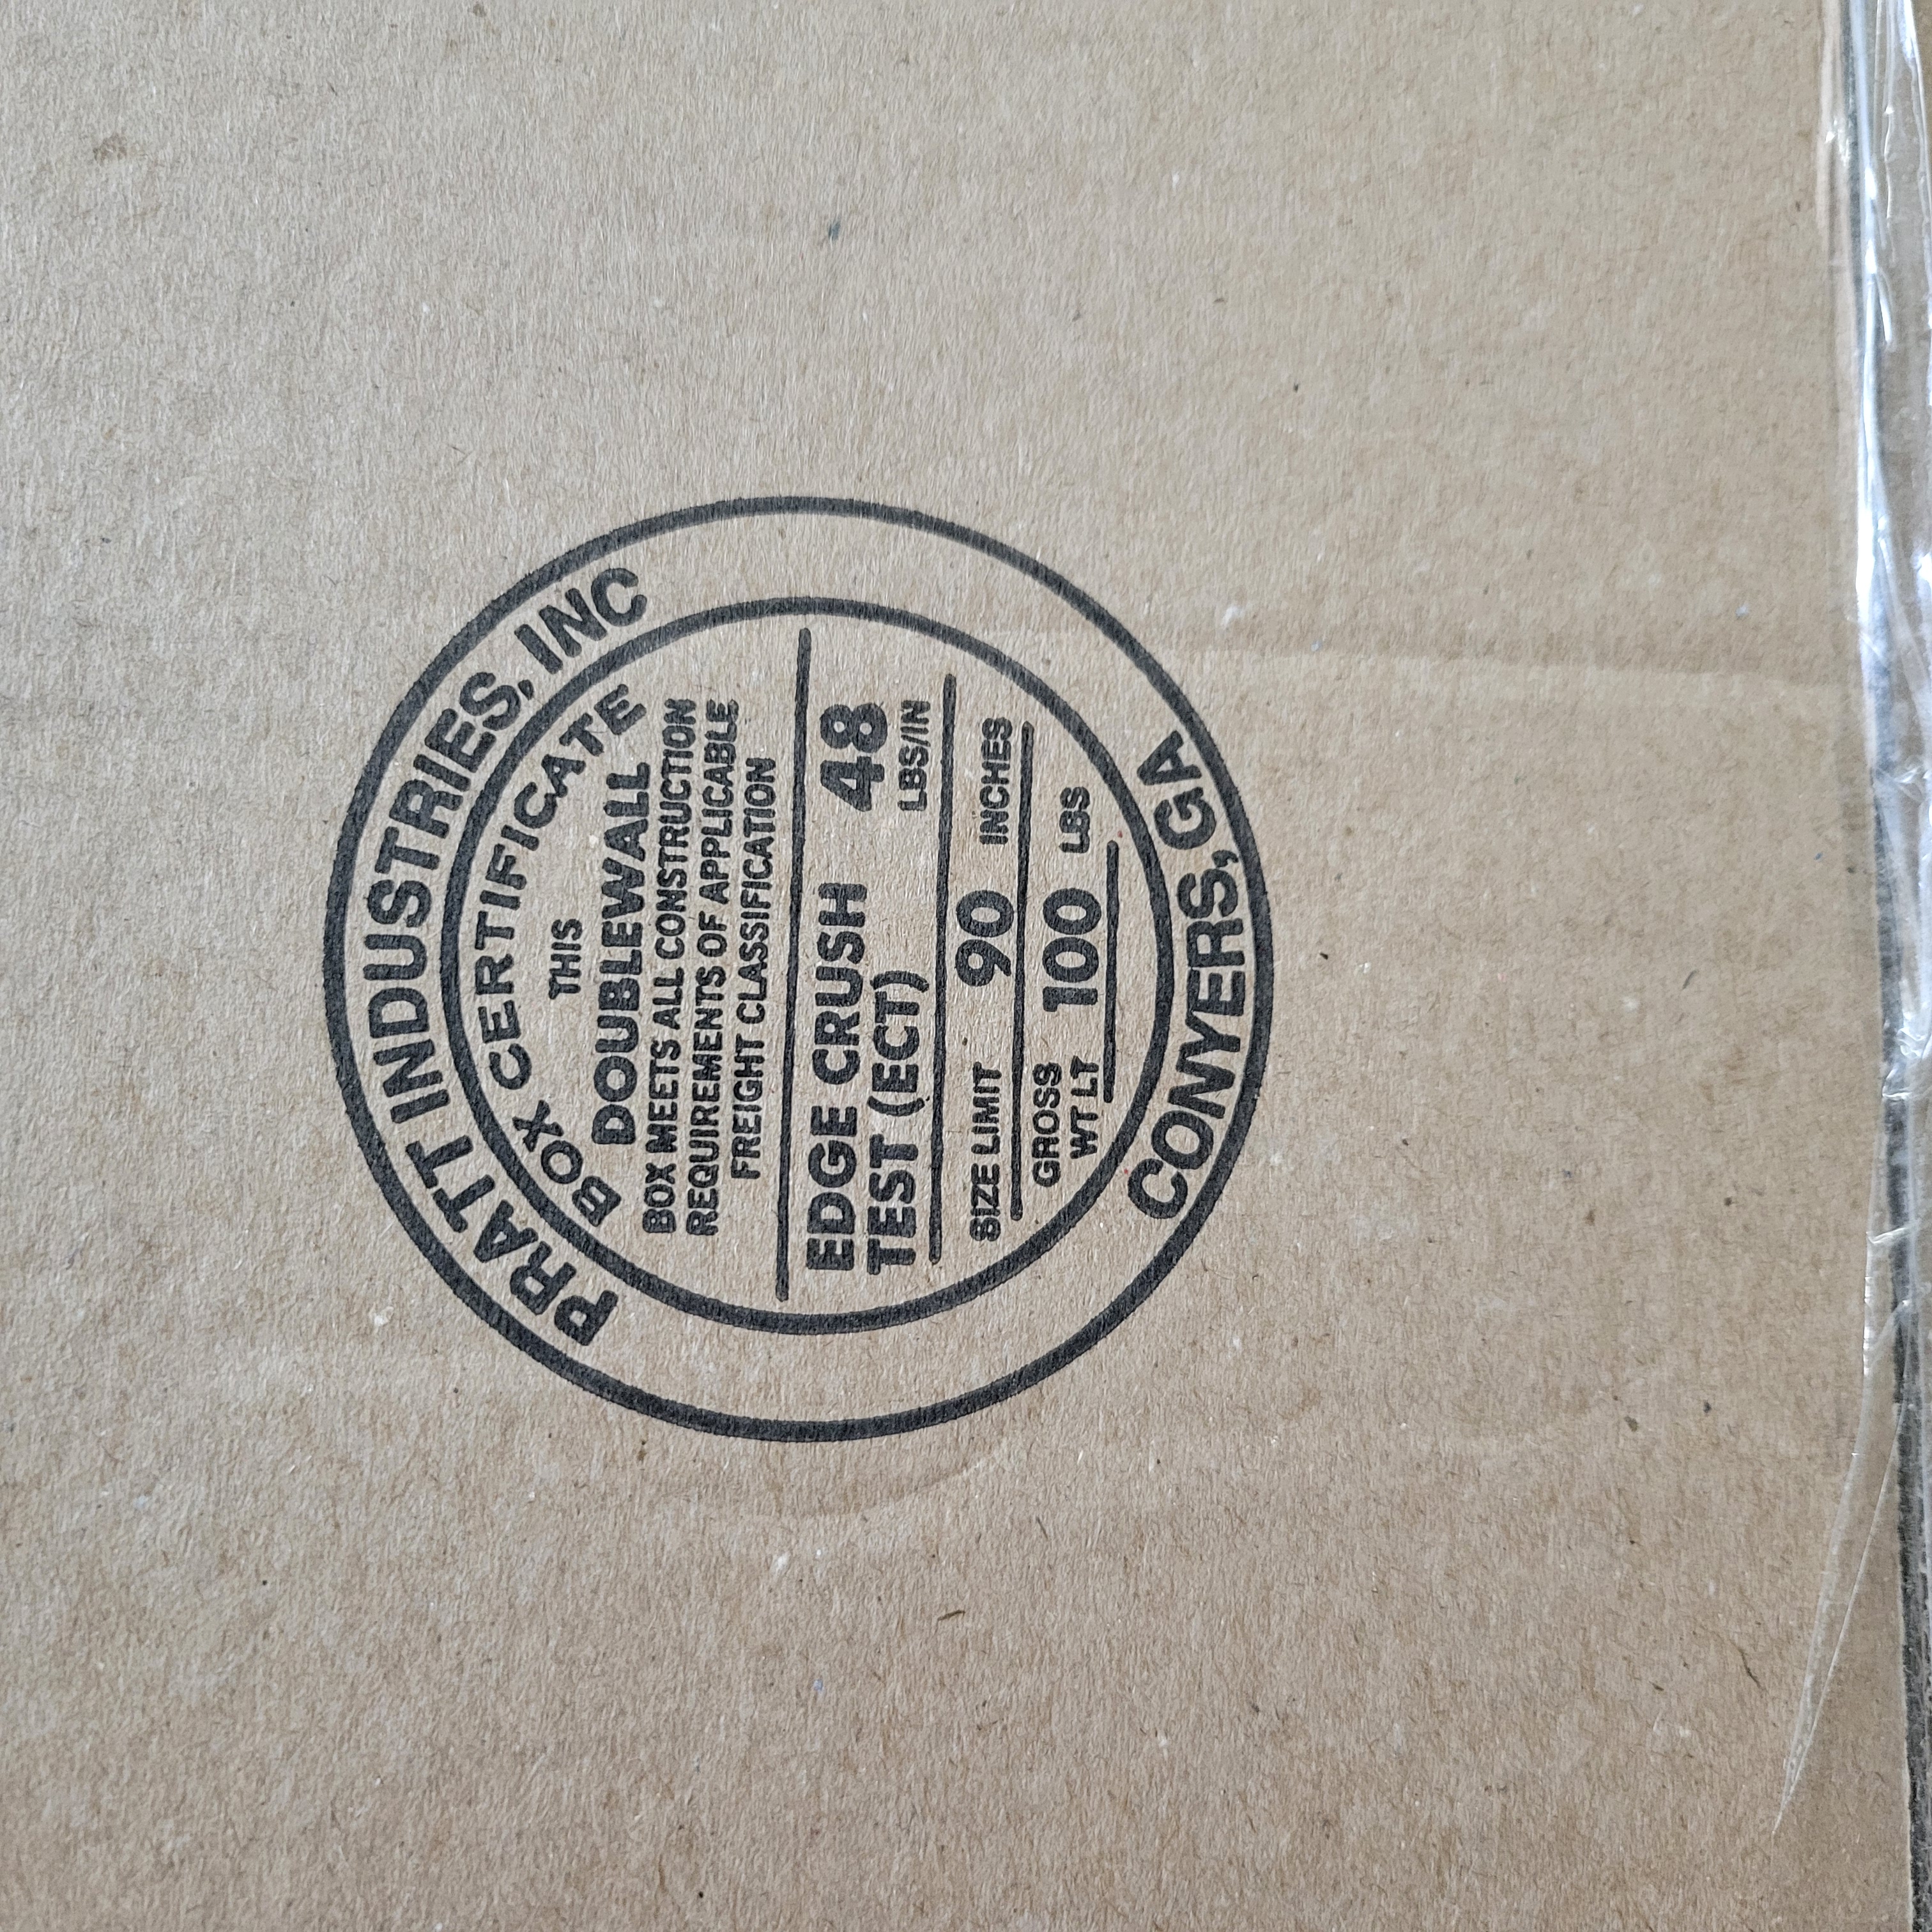 PRATT INDUSTRIES, INC
BOX CERTIFICATE
THIS
DOUBLEWALL
BOX MEETS ALL CONSTRUCTION
REQUIREMENTS OF APPLICABLE
FREIGHT CLASSIFICATION
EDGE CRUSH 48
TEST (ECT) LBS/IN
SIZE LIMIT 90 INCHES
GROSS 100 LBS
WT LT
CONYERS, GA